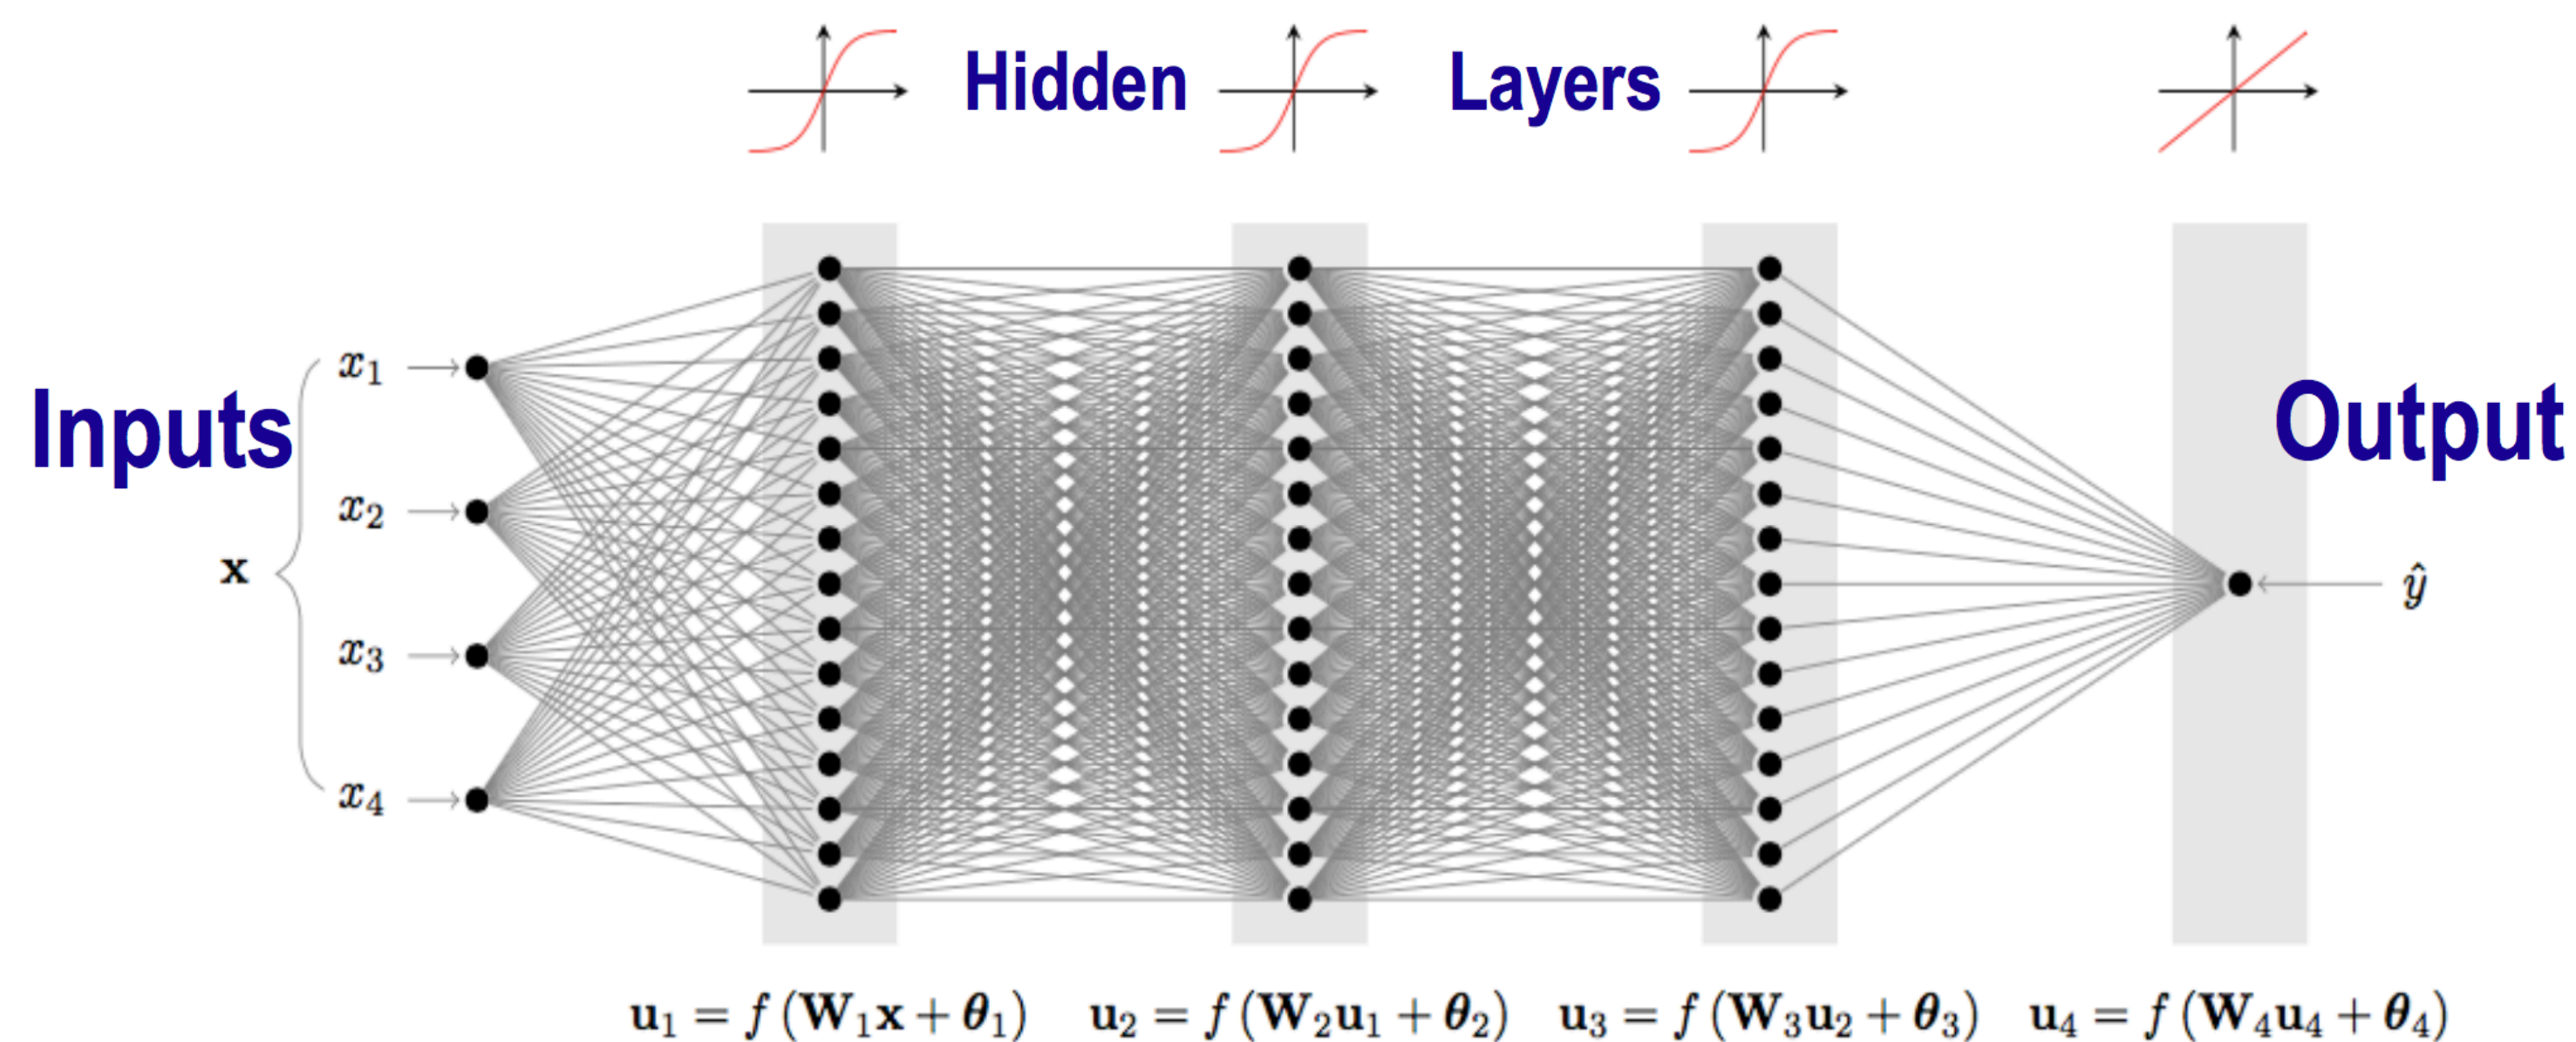 Hidden Layers
Inputs
x
x₁
x₂
x₃
x₄
Output
ŷ
u₁ = f (W₁x + θ₁)
u₂ = f (W₂u₁ + θ₂)
u₃ = f (W₃u₂ + θ₃)
u₄ = f (W₄u₄ + θ₄)